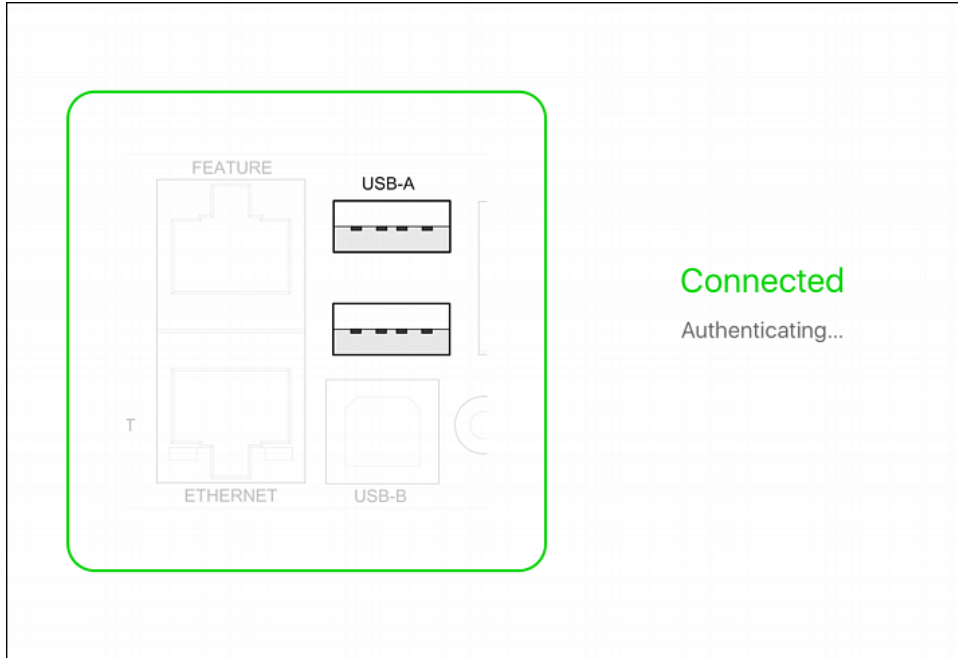 FEATURE
USB-A
Connected
Authenticating...
T
ETHERNET
USB-B